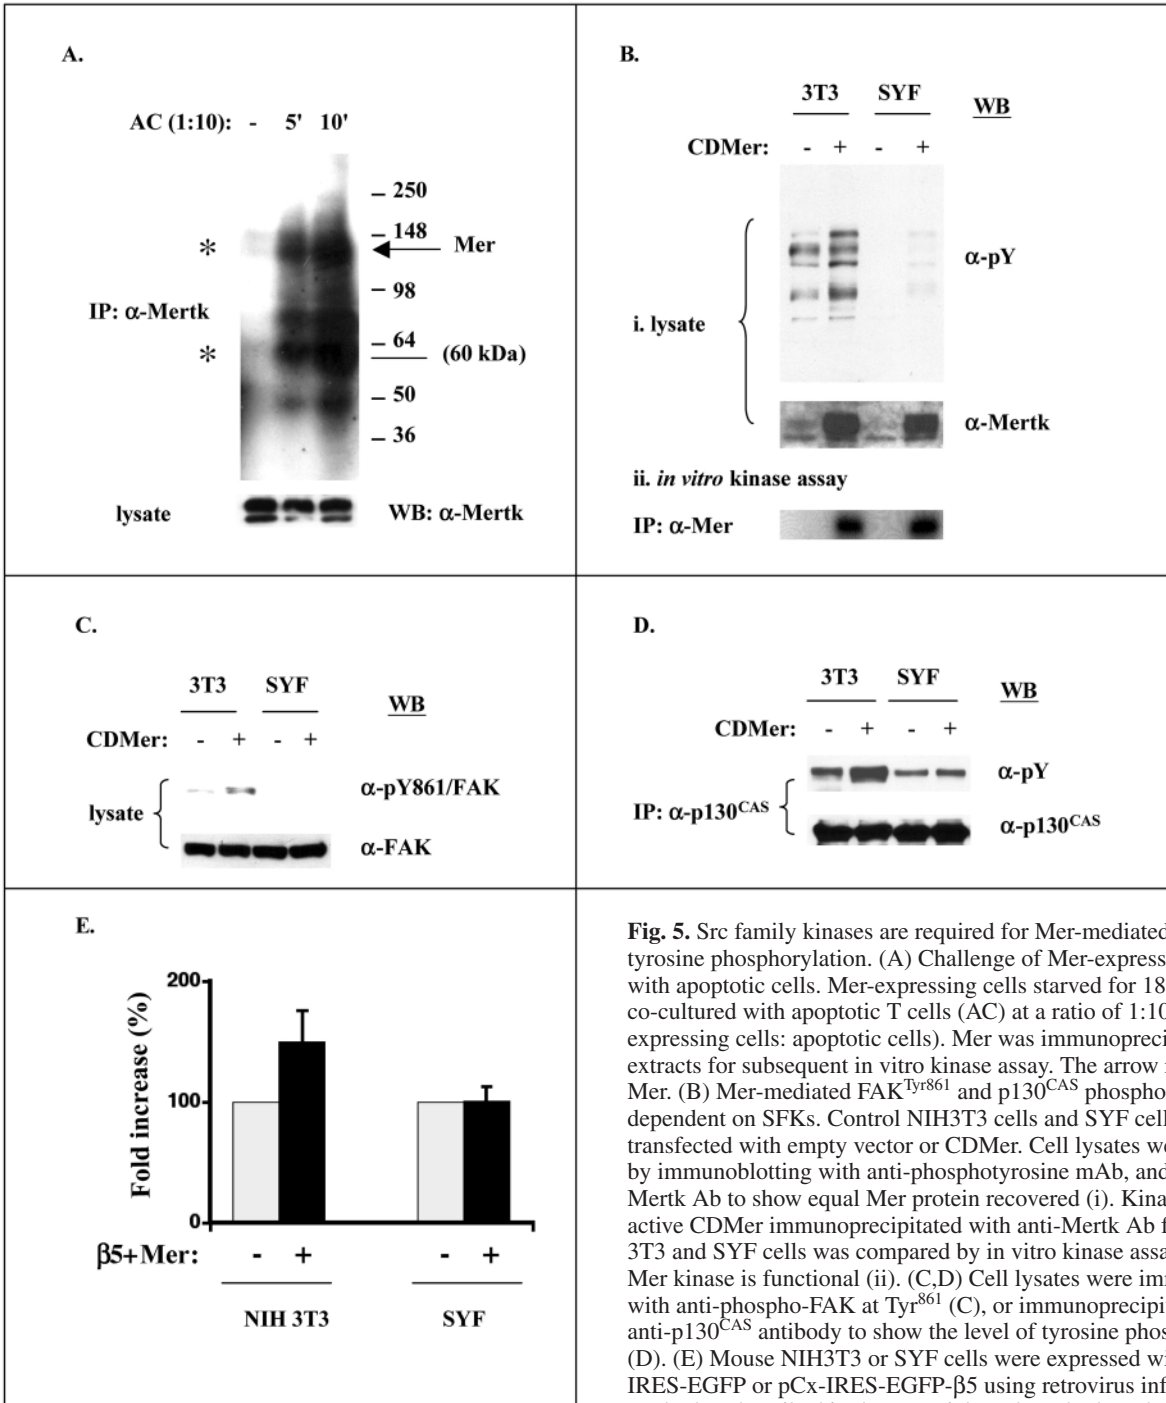 A.
AC (1:10): - 5' 10'
250
148
* Mer
98
IP: α-Mertk
64
* (60 kDa)
50
36
lysate WB: α-Mertk
B.
3T3 SYF WB
CDMer: - + - +
α-pY
i. lysate
α-Mertk
ii. in vitro kinase assay
IP: α-Mer
C.
3T3 SYF WB
CDMer: - + - +
α-pY861/FAK
lysate
α-FAK
D.
3T3 SYF WB
CDMer: - + - +
α-pY
IP: α-p130CAS
α-p130CAS
E.
Fold increase (%)
200
100
0
β5+Mer: - + - +
NIH 3T3 SYF
Fig. 5. Src family kinases are required for Mer-mediated
tyrosine phosphorylation. (A) Challenge of Mer-express
with apoptotic cells. Mer-expressing cells starved for 18
co-cultured with apoptotic T cells (AC) at a ratio of 1:10
expressing cells: apoptotic cells). Mer was immunopreci
extracts for subsequent in vitro kinase assay. The arrow
Mer. (B) Mer-mediated FAKTyr861 and p130CAS phospho
dependent on SFKs. Control NIH3T3 cells and SYF cell
transfected with empty vector or CDMer. Cell lysates we
by immunoblotting with anti-phosphotyrosine mAb, and
Mertk Ab to show equal Mer protein recovered (i). Kina
active CDMer immunoprecipitated with anti-Mertk Ab f
3T3 and SYF cells was compared by in vitro kinase assa
Mer kinase is functional (ii). (C,D) Cell lysates were imm
with anti-phospho-FAK at Tyr861 (C), or immunoprecipi
anti-p130CAS antibody to show the level of tyrosine phos
(D). (E) Mouse NIH3T3 or SYF cells were expressed wi
IRES-EGFP or pCx-IRES-EGFP-β5 using retrovirus inf